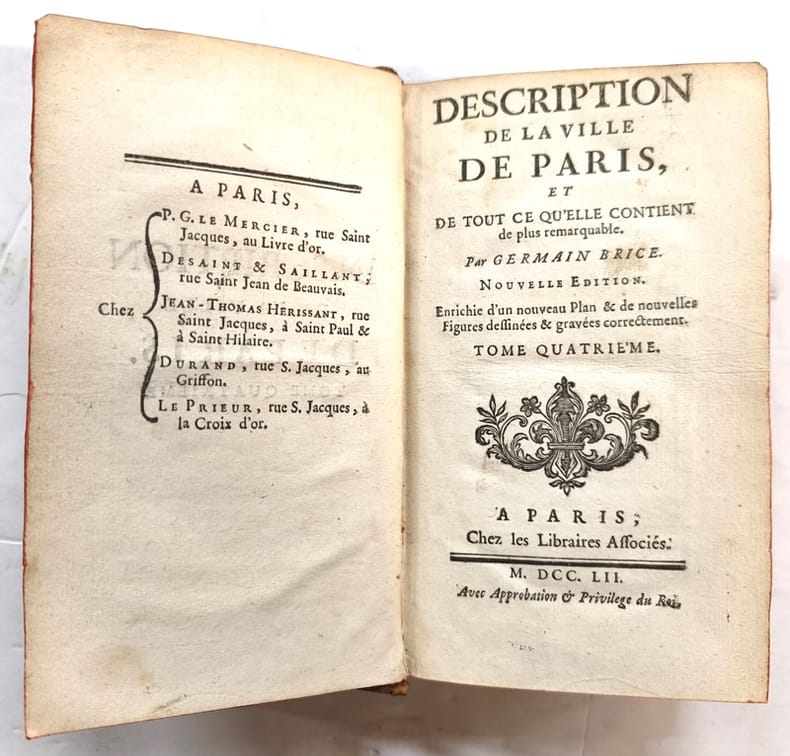 A PARIS,
Chez
P. G. LE MERCIER, rue Saint
Jacques, au Livre d'or.
DESAINT & SAILLANT;
rue Saint Jean de Beauvais.
JEAN-THOMAS HERISSANT, rue
Saint Jacques, à Saint Paul &
à Saint Hilaire.
DURAND, rue S. Jacques, au
Griffon.
LE PRIEUR, rue S. Jacques, à
la Croix d'or.
DESCRIPTION
DE LA VILLE
DE PARIS,
ET
DE TOUT CE QU'ELLE CONTIENT
de plus remarquable.
Par GERMAIN BRICE.
NOUVELLE EDITION.
Enrichie d'un nouveau Plan & de nouvelles
Figures deſſinées & gravées correctement.
TOME QUATRIE'ME.
A PARIS;
Chez les Libraires Aſſociés.
M. DCC. LII.
Avec Approbation & Privilege du Roi.